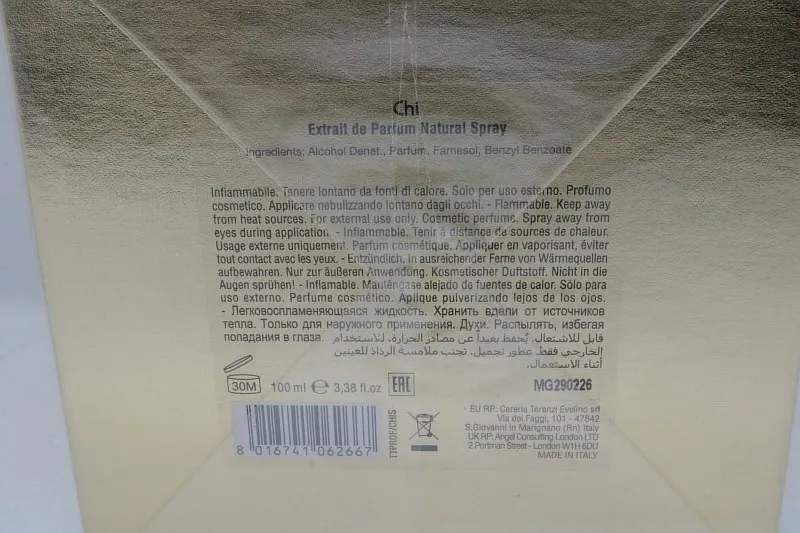 Chi
Extrait de Parfum Natural Spray
Ingredients: Alcohol Denat., Parfum, Farnesol, Benzyl Benzoate
Infiammabile. Tenere lontano da fonti di calore. Solo per uso esterno. Profumo
cosmetico. Applicare nebulizzando lontano dagli occhi. - Flammable. Keep away
from heat sources. For external use only. Cosmetic perfume. Spray away from
eyes during application. - Inflammable. Tenir à distance de sources de chaleur.
Usage externe uniquement. Parfum cosmétique. Appliquer en vaporisant, éviter
tout contact avec les yeux. - Entzündlich. In ausreichender Ferne von Wärmequellen
aufbewahren. Nur zur äußeren Anwendung. Kosmetischer Duftstoff. Nicht in die
Augen sprühen! - Inflamable. Manténgase alejado de fuentes de calor. Sólo para
uso externo. Perfume cosmético. Aplique pulverizando lejos de los ojos.
- Легковоспламеняющаяся жидкость. Хранить вдали от источников
тепла. Только для наружного применения. Духи. Распылять, избегая
попадания в глаза. قابل للاشتعال. يُحفظ بعيداً عن مصادر الحرارة. للاستخدام
الخارجي فقط. عطور تجميل. تجنب ملامسة الرذاذ للعينين
أثناء الاستعمال.
30M 100 ml e 3,38 fl.oz EAC MG290226
8 016741 062667
TTPROF/CHIS
EU RP: Cereria Terenzi Evelino srl
Via dei Faggi, 101 - 47842
S.Giovanni in Marignano (Rn) Italy
UK RP: Angel Consulting London LTD
2 Portman Street - London W1H 6DU
MADE IN ITALY